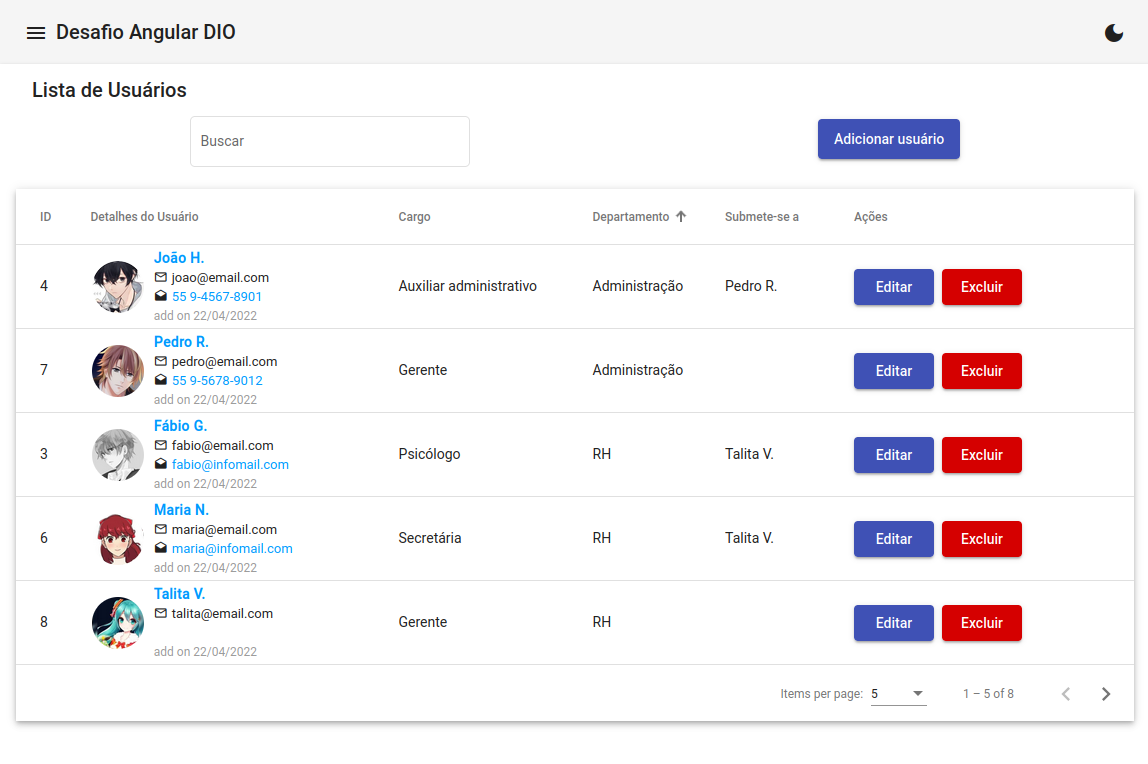 Desafio Angular DIO
Lista de Usuários
Buscar
Adicionar usuário
ID Detalhes do Usuário Cargo Departamento Submete-se a Ações
João H.
joao@email.com
4 Auxiliar administrativo Administração Pedro R. Editar Excluir
55 9-4567-8901
add on 22/04/2022
Pedro R.
pedro@email.com
7 Gerente Administração Editar Excluir
55 9-5678-9012
add on 22/04/2022
Fábio G.
fabio@email.com
3 Psicólogo RH Talita V. Editar Excluir
fabio@infomail.com
add on 22/04/2022
Maria N.
maria@email.com
6 Secretária RH Talita V. Editar Excluir
maria@infomail.com
add on 22/04/2022
Talita V.
talita@email.com
8 Gerente RH Editar Excluir
add on 22/04/2022
Items per page: 5 1 – 5 of 8